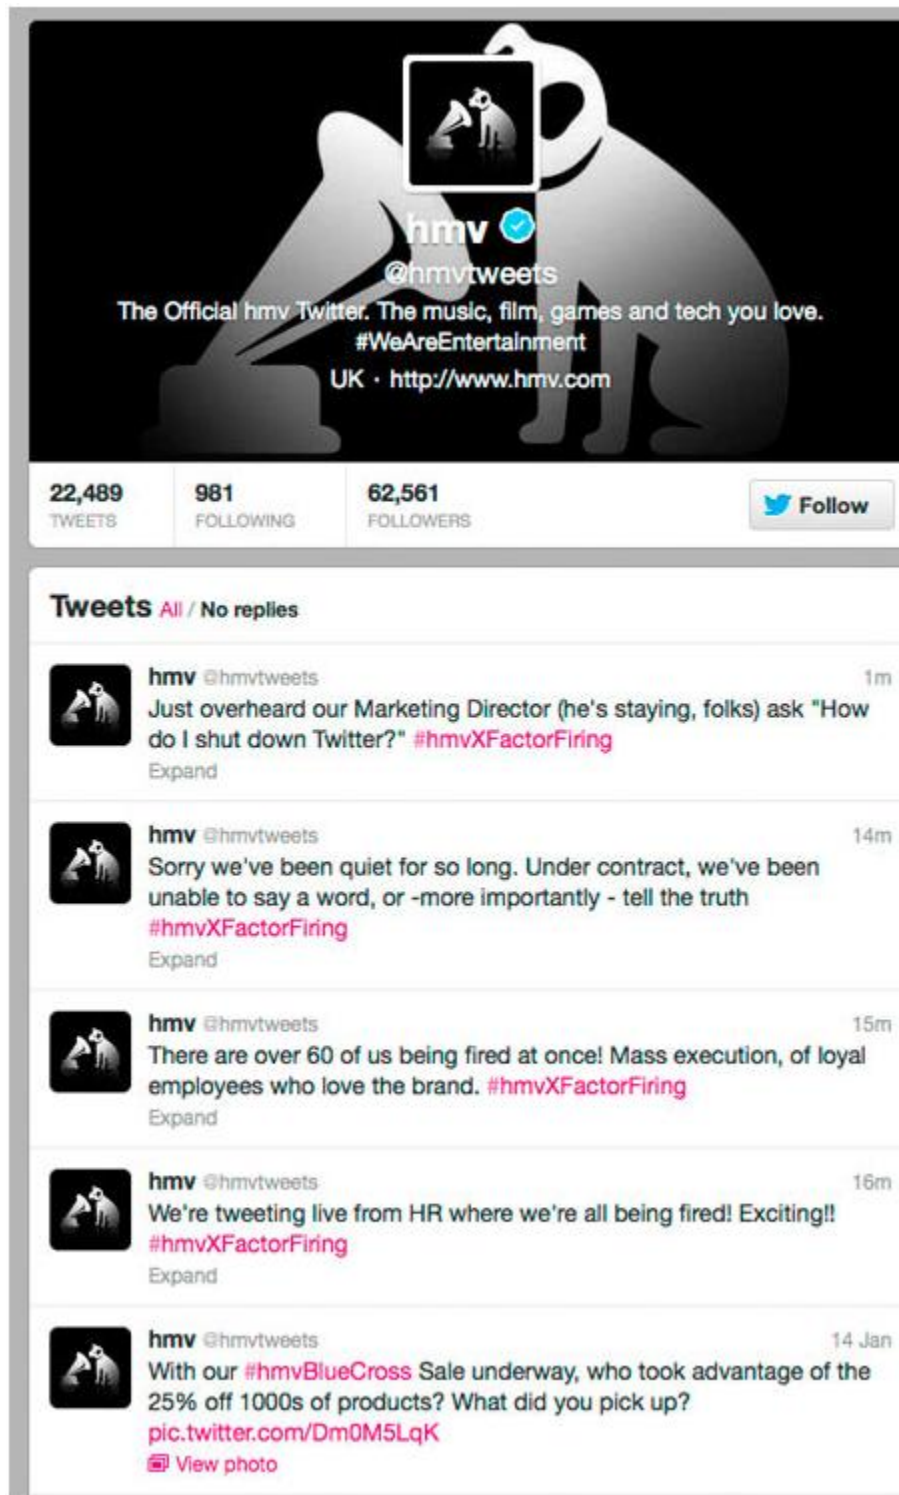 hmv
@hmvtweets
The Official hmv Twitter. The music, film, games and tech you love.
#WeAreEntertainment
UK · http://www.hmv.com
22,489 981 62,561
TWEETS FOLLOWING FOLLOWERS
Follow
Tweets All / No replies
hmv @hmvtweets 1m
Just overheard our Marketing Director (he's staying, folks) ask "How
do I shut down Twitter?" #hmvXFactorFiring
Expand
hmv @hmvtweets 14m
Sorry we've been quiet for so long. Under contract, we've been
unable to say a word, or -more importantly - tell the truth
#hmvXFactorFiring
Expand
hmv @hmvtweets 15m
There are over 60 of us being fired at once! Mass execution, of loyal
employees who love the brand. #hmvXFactorFiring
Expand
hmv @hmvtweets 16m
We're tweeting live from HR where we're all being fired! Exciting!!
#hmvXFactorFiring
Expand
hmv @hmvtweets 14 Jan
With our #hmvBlueCross Sale underway, who took advantage of the
25% off 1000s of products? What did you pick up?
pic.twitter.com/Dm0M5LqK
View photo